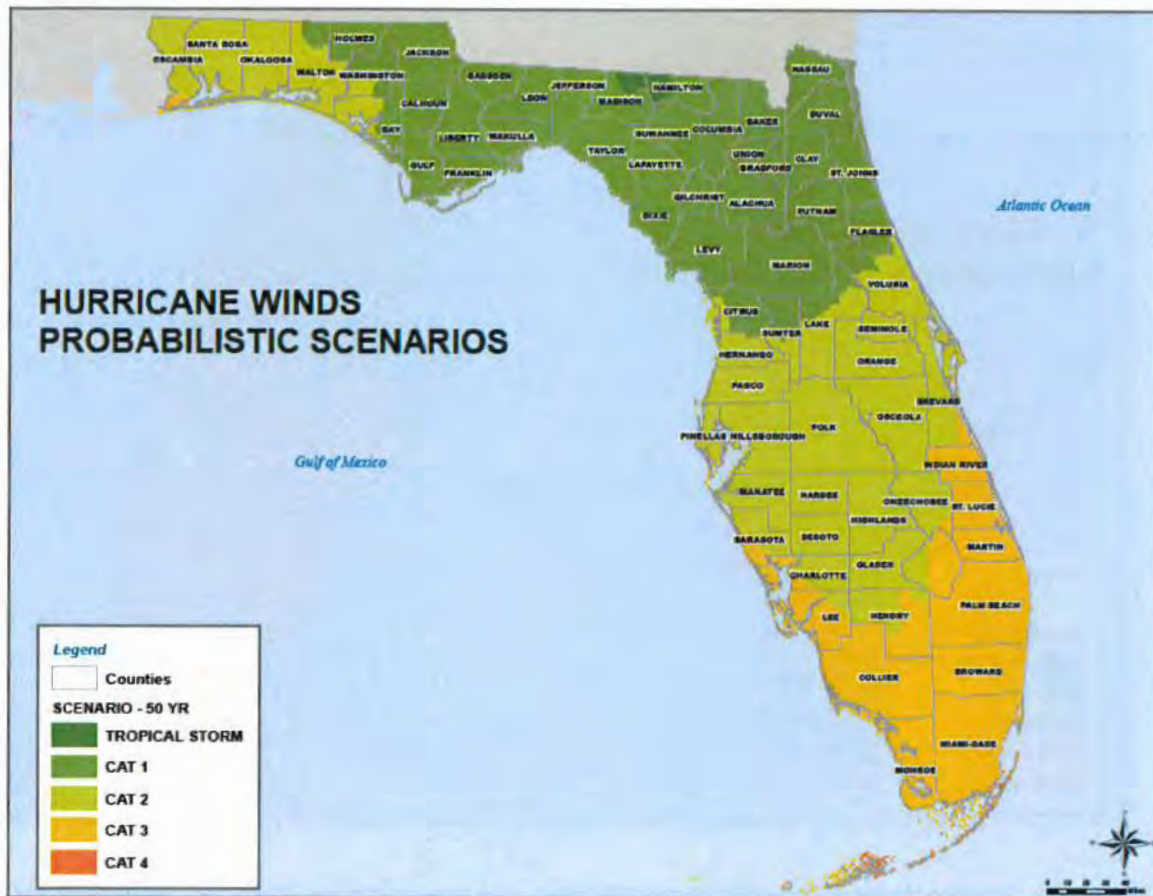 HOLMES
JACKSON
SANTA ROSA
ESCAMBIA
OKALOOSA
WALTON
WASHINGTON
GADSDEN
NASSAU
JEFFERSON
HAMILTON
LEON
MADISON
CALHOUN
DUVAL
BAKER
BAY
LIBERTY
WAKULLA
SUWANNEE
COLUMBIA
TAYLOR
UNION
CLAY
GULF
FRANKLIN
LAFAYETTE
BRADFORD
ST. JOHNS
GILCHRIST
ALACHUA
PUTNAM
DIXIE
Atlantic Ocean
FLAGLER
LEVY
MARION
VOLUSIA
HURRICANE WINDS
PROBABILISTIC SCENARIOS
CITRUS
LAKE
SUMTER
SEMINOLE
HERNANDO
ORANGE
PASCO
BREVARD
OSCEOLA
POLK
PINELLAS
HILLSBOROUGH
Gulf of Mexico
INDIAN RIVER
MANATEE
HARDEE
OKEECHOBEE
ST. LUCIE
HIGHLANDS
SARASOTA
DESOTO
MARTIN
GLADES
CHARLOTTE
PALM BEACH
LEE
HENDRY
COLLIER
BROWARD
MIAMI-DADE
MONROE
Legend
Counties
SCENARIO - 50 YR
TROPICAL STORM
CAT 1
CAT 2
CAT 3
CAT 4